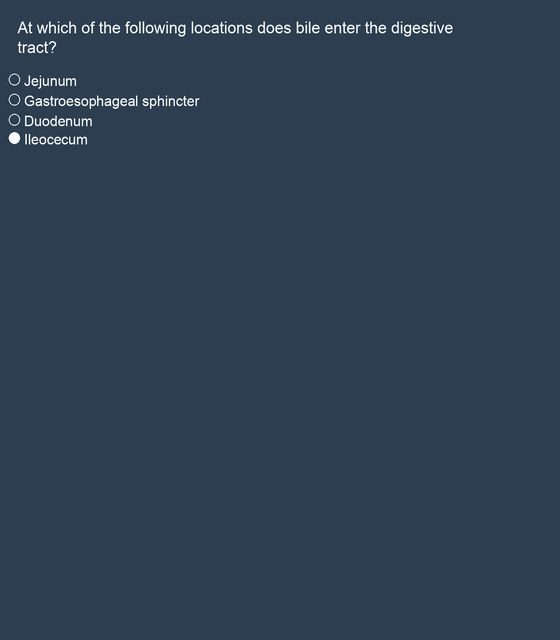 At which of the following locations does bile enter the digestive
tract?
Jejunum
Gastroesophageal sphincter
Duodenum
Ileocecum